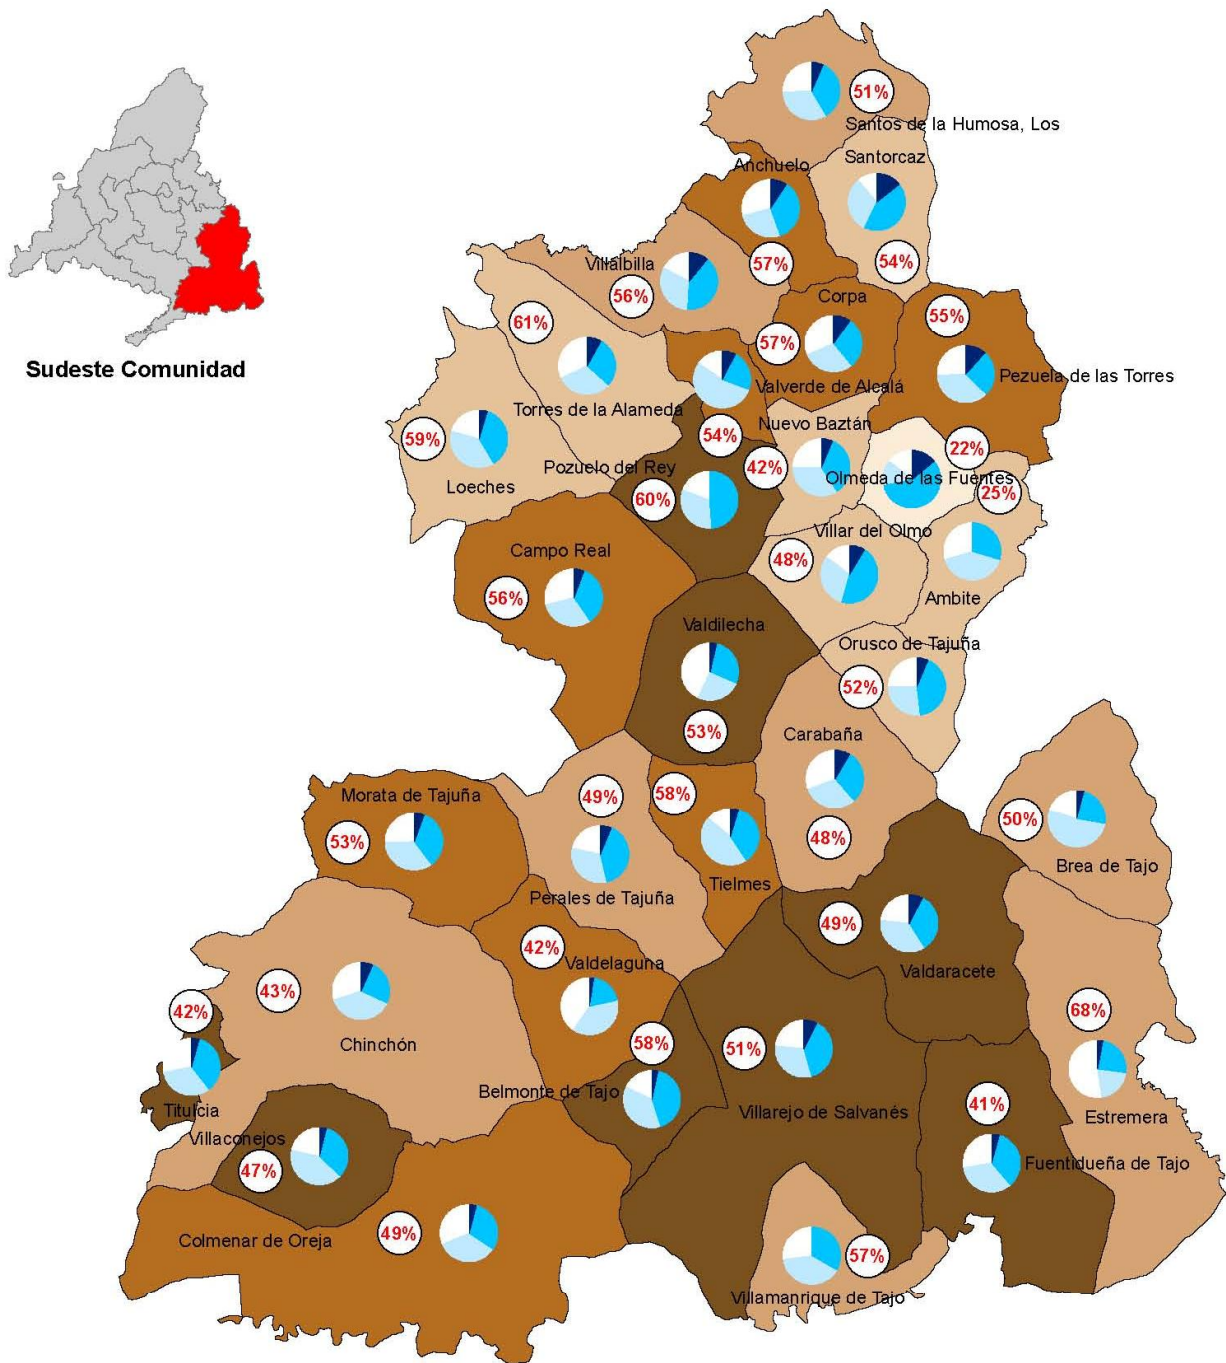 51%
Santos de la Humosa, Los
Anchuelo
Santorcaz
57%
54%
Villalbilla
56%
Corpa
55%
61%
57%
Pezuela de las Torres
Valverde de Alcalá
Torres de la Alameda
54%
Nuevo Baztán
59%
42%
22%
Loeches
Pozuelo del Rey
Olmeda de las Fuentes
60%
25%
Campo Real
Villar del Olmo
56%
48%
Ambite
Valdilecha
Orusco de Tajuña
52%
53%
Carabaña
Morata de Tajuña
49%
58%
53%
48%
50%
Brea de Tajo
Perales de Tajuña
Tielmes
42%
49%
Valdelaguna
Valdaracete
43%
42%
68%
Chinchón
58%
51%
Belmonte de Tajo
Titulcia
Villarejo de Salvanés
41%
Estremera
Villaconejos
47%
Fuentidueña de Tajo
Colmenar de Oreja
49%
57%
Villamanrique de Tajo
Sudeste Comunidad